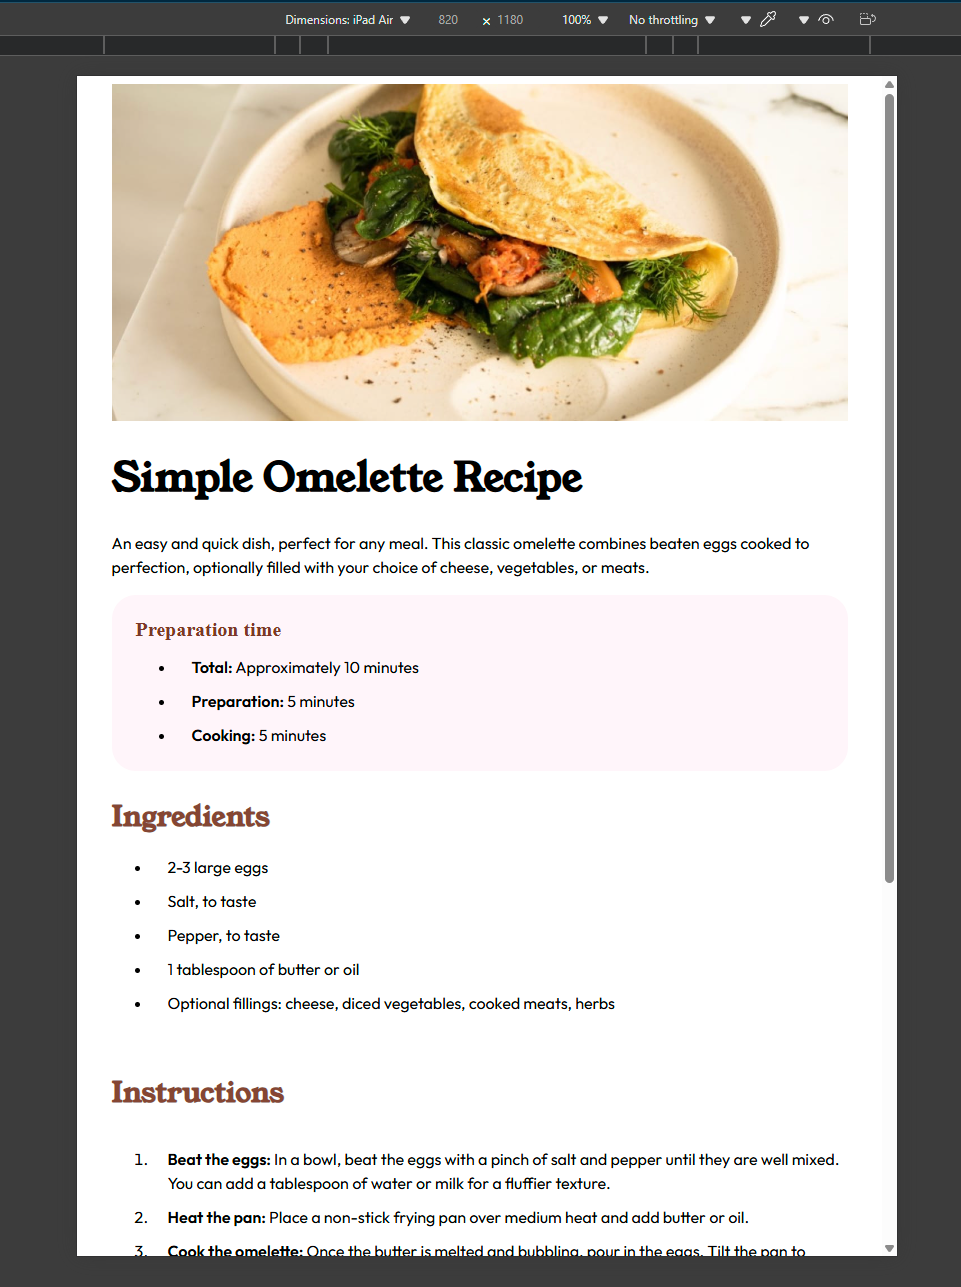 Dimensions: iPad Air 820 × 1180 100% No throttling
Simple Omelette Recipe
An easy and quick dish, perfect for any meal. This classic omelette combines beaten eggs cooked to
perfection, optionally filled with your choice of cheese, vegetables, or meats.
Preparation time
• Total: Approximately 10 minutes
• Preparation: 5 minutes
• Cooking: 5 minutes
Ingredients
• 2-3 large eggs
• Salt, to taste
• Pepper, to taste
• 1 tablespoon of butter or oil
• Optional fillings: cheese, diced vegetables, cooked meats, herbs
Instructions
1. Beat the eggs: In a bowl, beat the eggs with a pinch of salt and pepper until they are well mixed.
You can add a tablespoon of water or milk for a fluffier texture.
2. Heat the pan: Place a non-stick frying pan over medium heat and add butter or oil.
3. Cook the omelette: Once the butter is melted and bubbling, pour in the eggs. Tilt the pan to